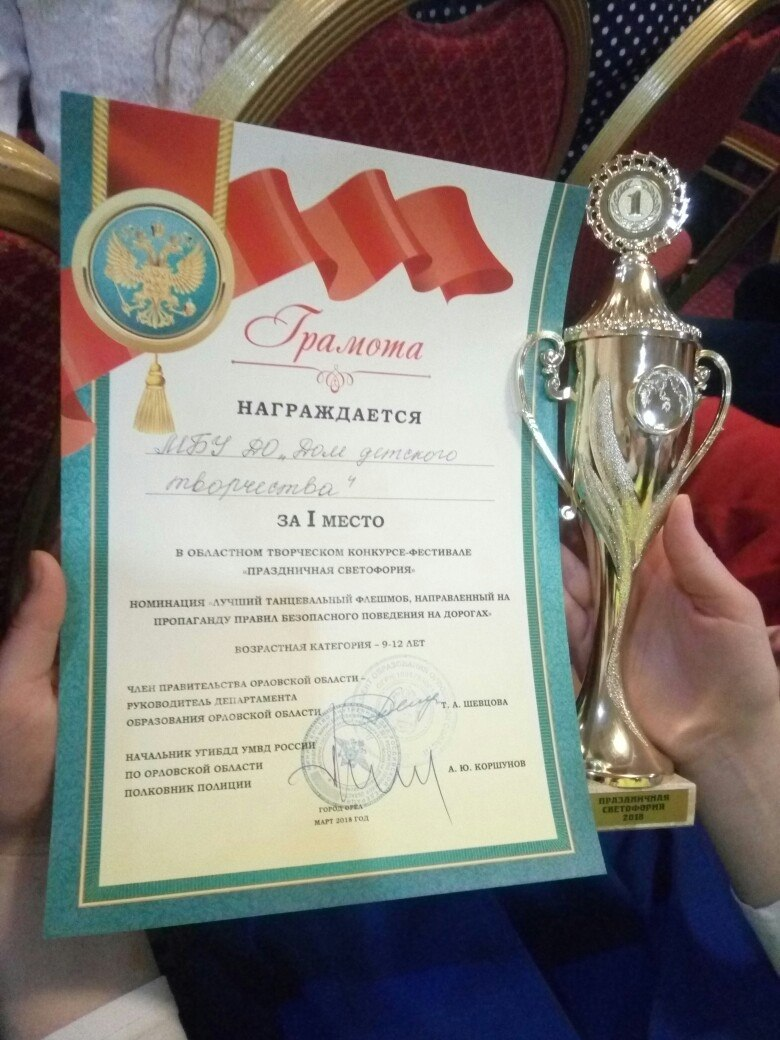 Грамота
НАГРАЖДАЕТСЯ
МБУ ДО „Дом детского
творчества"
ЗА I МЕСТО
В ОБЛАСТНОМ ТВОРЧЕСКОМ КОНКУРСЕ-ФЕСТИВАЛЕ
«ПРАЗДНИЧНАЯ СВЕТОФОРИЯ»
НОМИНАЦИЯ «ЛУЧШИЙ ТАНЦЕВАЛЬНЫЙ ФЛЕШМОБ, НАПРАВЛЕННЫЙ НА
ПРОПАГАНДУ ПРАВИЛ БЕЗОПАСНОГО ПОВЕДЕНИЯ НА ДОРОГАХ»
ВОЗРАСТНАЯ КАТЕГОРИЯ – 9-12 ЛЕТ
ЧЛЕН ПРАВИТЕЛЬСТВА ОРЛОВСКОЙ ОБЛАСТИ –
РУКОВОДИТЕЛЬ ДЕПАРТАМЕНТА
ОБРАЗОВАНИЯ ОРЛОВСКОЙ ОБЛАСТИ
Т. А. ШЕВЦОВА
НАЧАЛЬНИК УГИБДД УМВД РОССИИ
ПО ОРЛОВСКОЙ ОБЛАСТИ
ПОЛКОВНИК ПОЛИЦИИ
А. Ю. КОРШУНОВ
ГОРОД ОРЁЛ
МАРТ 2018 ГОД
1
ПРАЗДНИЧНАЯ
СВЕТОФОРИЯ
2018